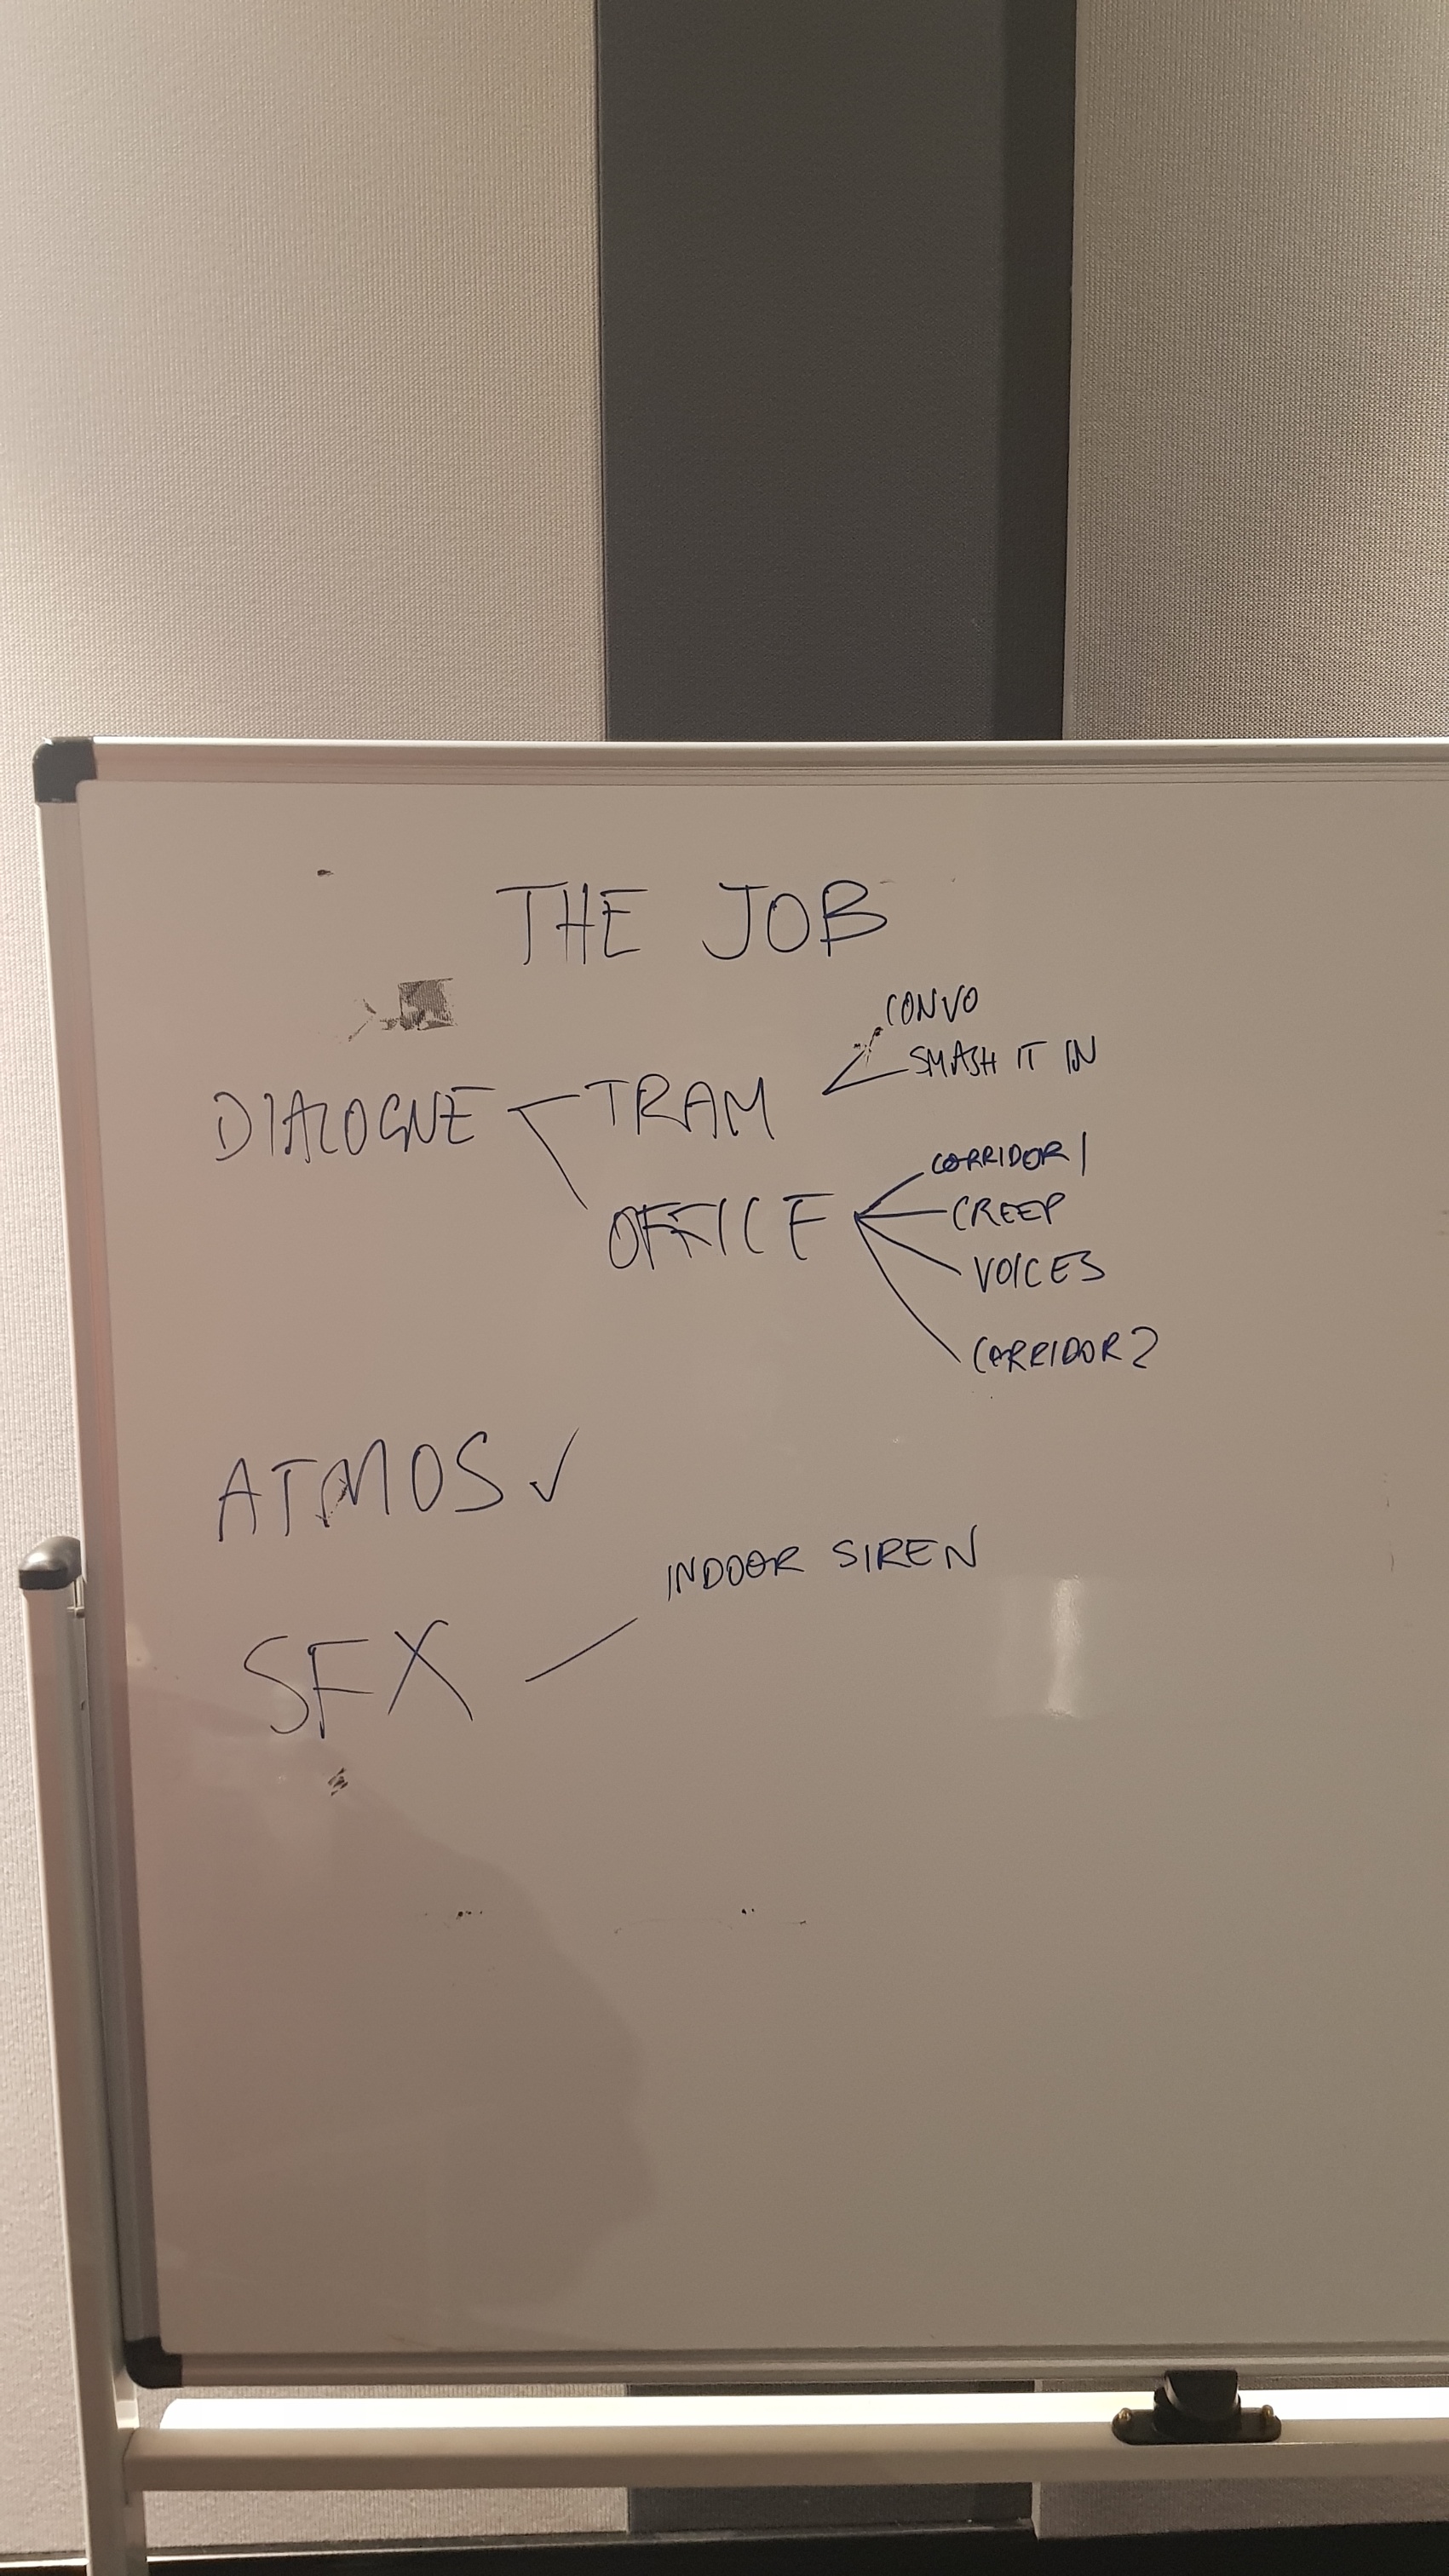 THE JOB
CONVO
SMASH IT IN
DIALOGUE TRAM
CORRIDOR 1
CREEP
OFFICE
VOICES
CORRIDOR 2
ATMOS ✓
INDOOR SIREN
SFX